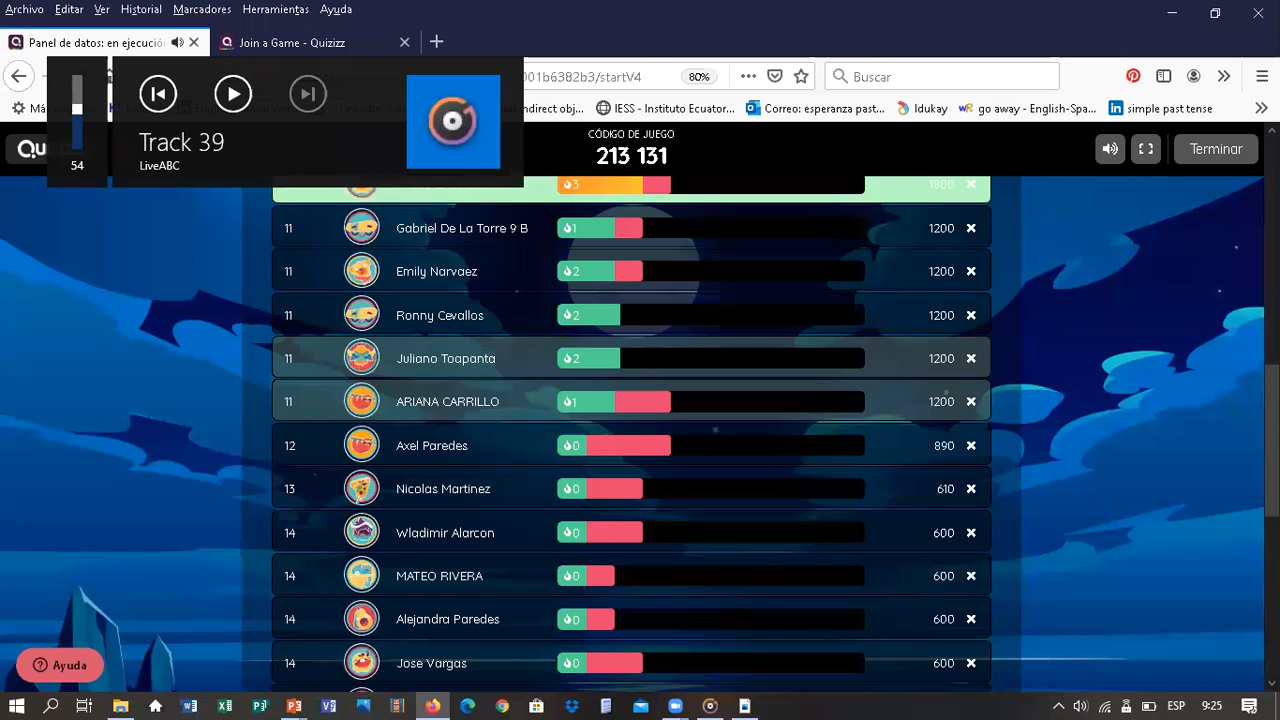 Archivo Editar Ver Historial Marcadores Herramientas Ayuda
Panel de datos: en ejecución
Join a Game - Quizizz
001b6382b3/startV4
80%
Buscar
indirect obj...
IESS - Instituto Ecuator...
Correo: esperanza past...
Idukay
go away - English-Spa...
simple past tense
Track 39
LiveABC
54
CÓDIGO DE JUEGO
213 131
Terminar
3 1800
11 Gabriel De La Torre 9 B 1 1200
11 Emily Narvaez 2 1200
11 Ronny Cevallos 2 1200
11 Juliano Toapanta 2 1200
11 ARIANA CARRILLO 1 1200
12 Axel Paredes 0 890
13 Nicolas Martinez 0 610
14 Wladimir Alarcon 0 600
14 MATEO RIVERA 0 600
14 Alejandra Paredes 0 600
14 Jose Vargas 0 600
Ayuda
ESP 9:25